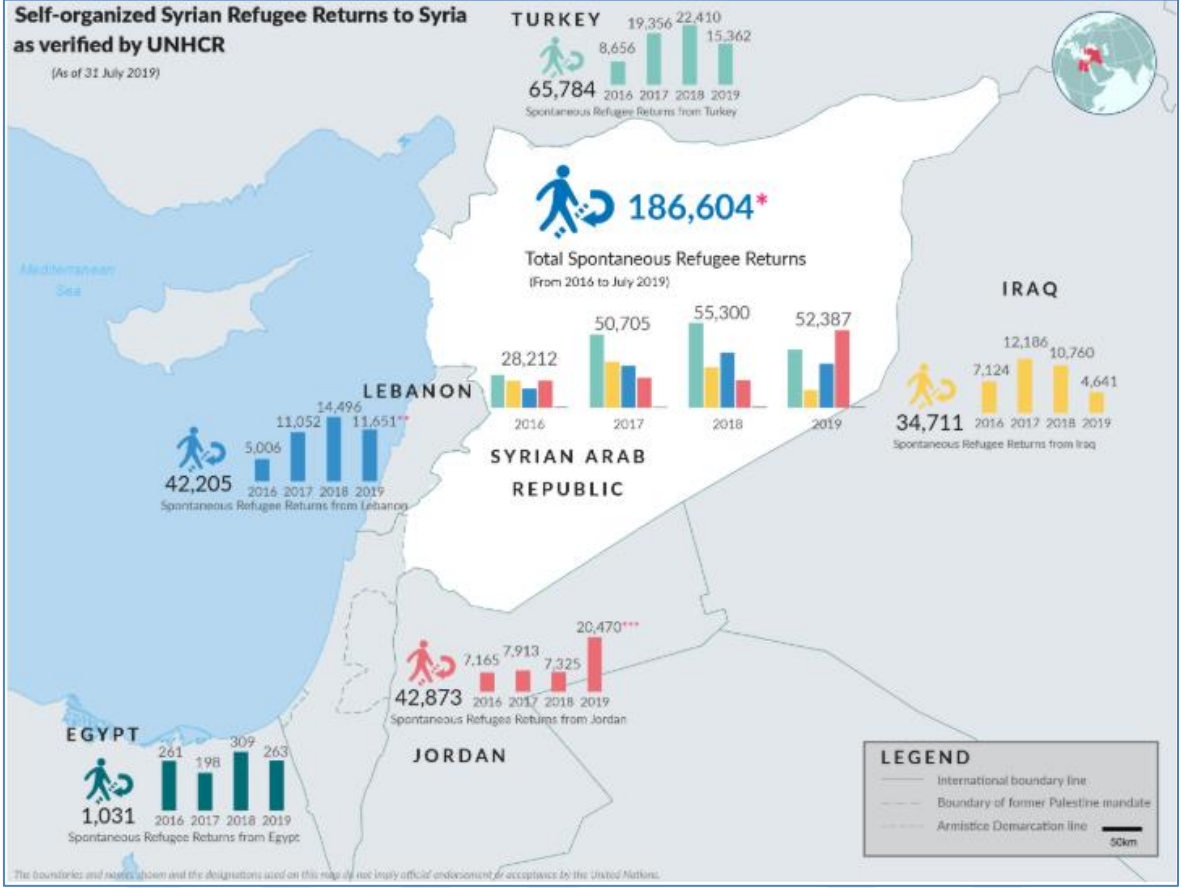 Self-organized Syrian Refugee Returns to Syria
as verified by UNHCR
(As of 31 July 2019)
TURKEY
8,656 19,356 22,410 15,362
65,784
2016 2017 2018 2019
Spontaneous Refugee Returns from Turkey
186,604*
Total Spontaneous Refugee Returns
(From 2016 to July 2019)
28,212 50,705 55,300 52,387
2016 2017 2018 2019
SYRIAN ARAB
REPUBLIC
Mediterranean
Sea
IRAQ
7,124 12,186 10,760 4,641
34,711
2016 2017 2018 2019
Spontaneous Refugee Returns from Iraq
LEBANON
5,006 11,052 14,496 11,651**
42,205
2016 2017 2018 2019
Spontaneous Refugee Returns from Lebanon
7,165 7,913 7,325 20,470***
42,873
2016 2017 2018 2019
Spontaneous Refugee Returns from Jordan
JORDAN
EGYPT
261 198 309 263
1,031
2016 2017 2018 2019
Spontaneous Refugee Returns from Egypt
LEGEND
International boundary line
Boundary of former Palestine mandate
Armistice Demarcation line
50km
The boundaries and names shown and the designations used on this map do not imply official endorsement or acceptance by the United Nations.